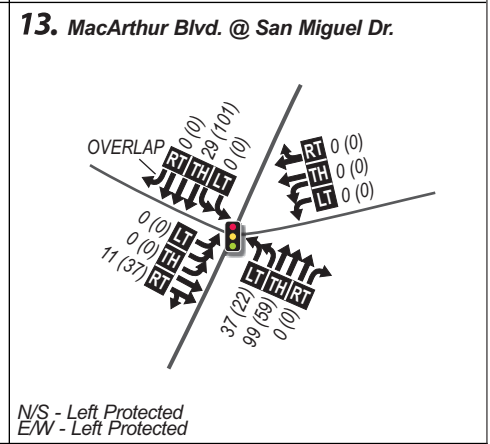 13. MacArthur Blvd. @ San Miguel Dr.
OVERLAP
RT 0 (0)
TH 29 (101)
LT 0 (0)
RT 0 (0)
TH 0 (0)
LT 0 (0)
0 (0) LT
0 (0) TH
11 (37) RT
LT TH RT
37 (22)
99 (59)
0 (0)
N/S - Left Protected
E/W - Left Protected